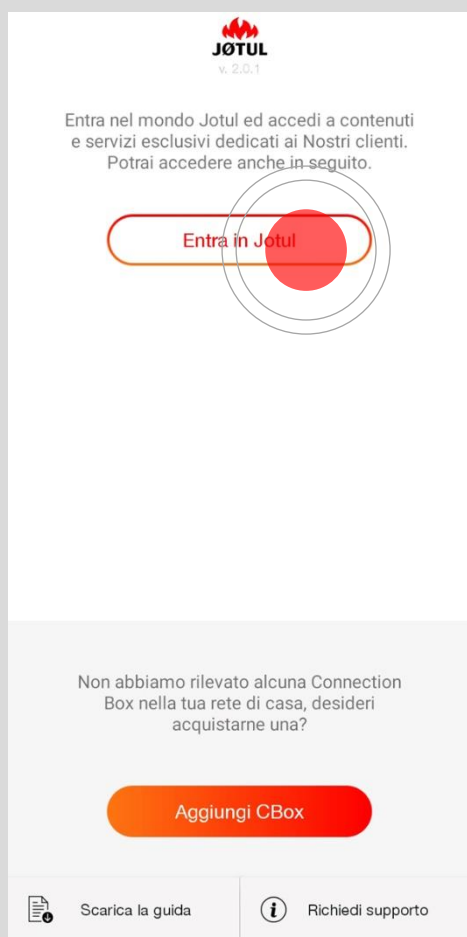 JØTUL
v. 2.0.1
Entra nel mondo Jotul ed accedi a contenuti
e servizi esclusivi dedicati ai Nostri clienti.
Potrai accedere anche in seguito.
Entra in Jotul
Non abbiamo rilevato alcuna Connection
Box nella tua rete di casa, desideri
acquistarne una?
Aggiungi CBox
Scarica la guida
Richiedi supporto